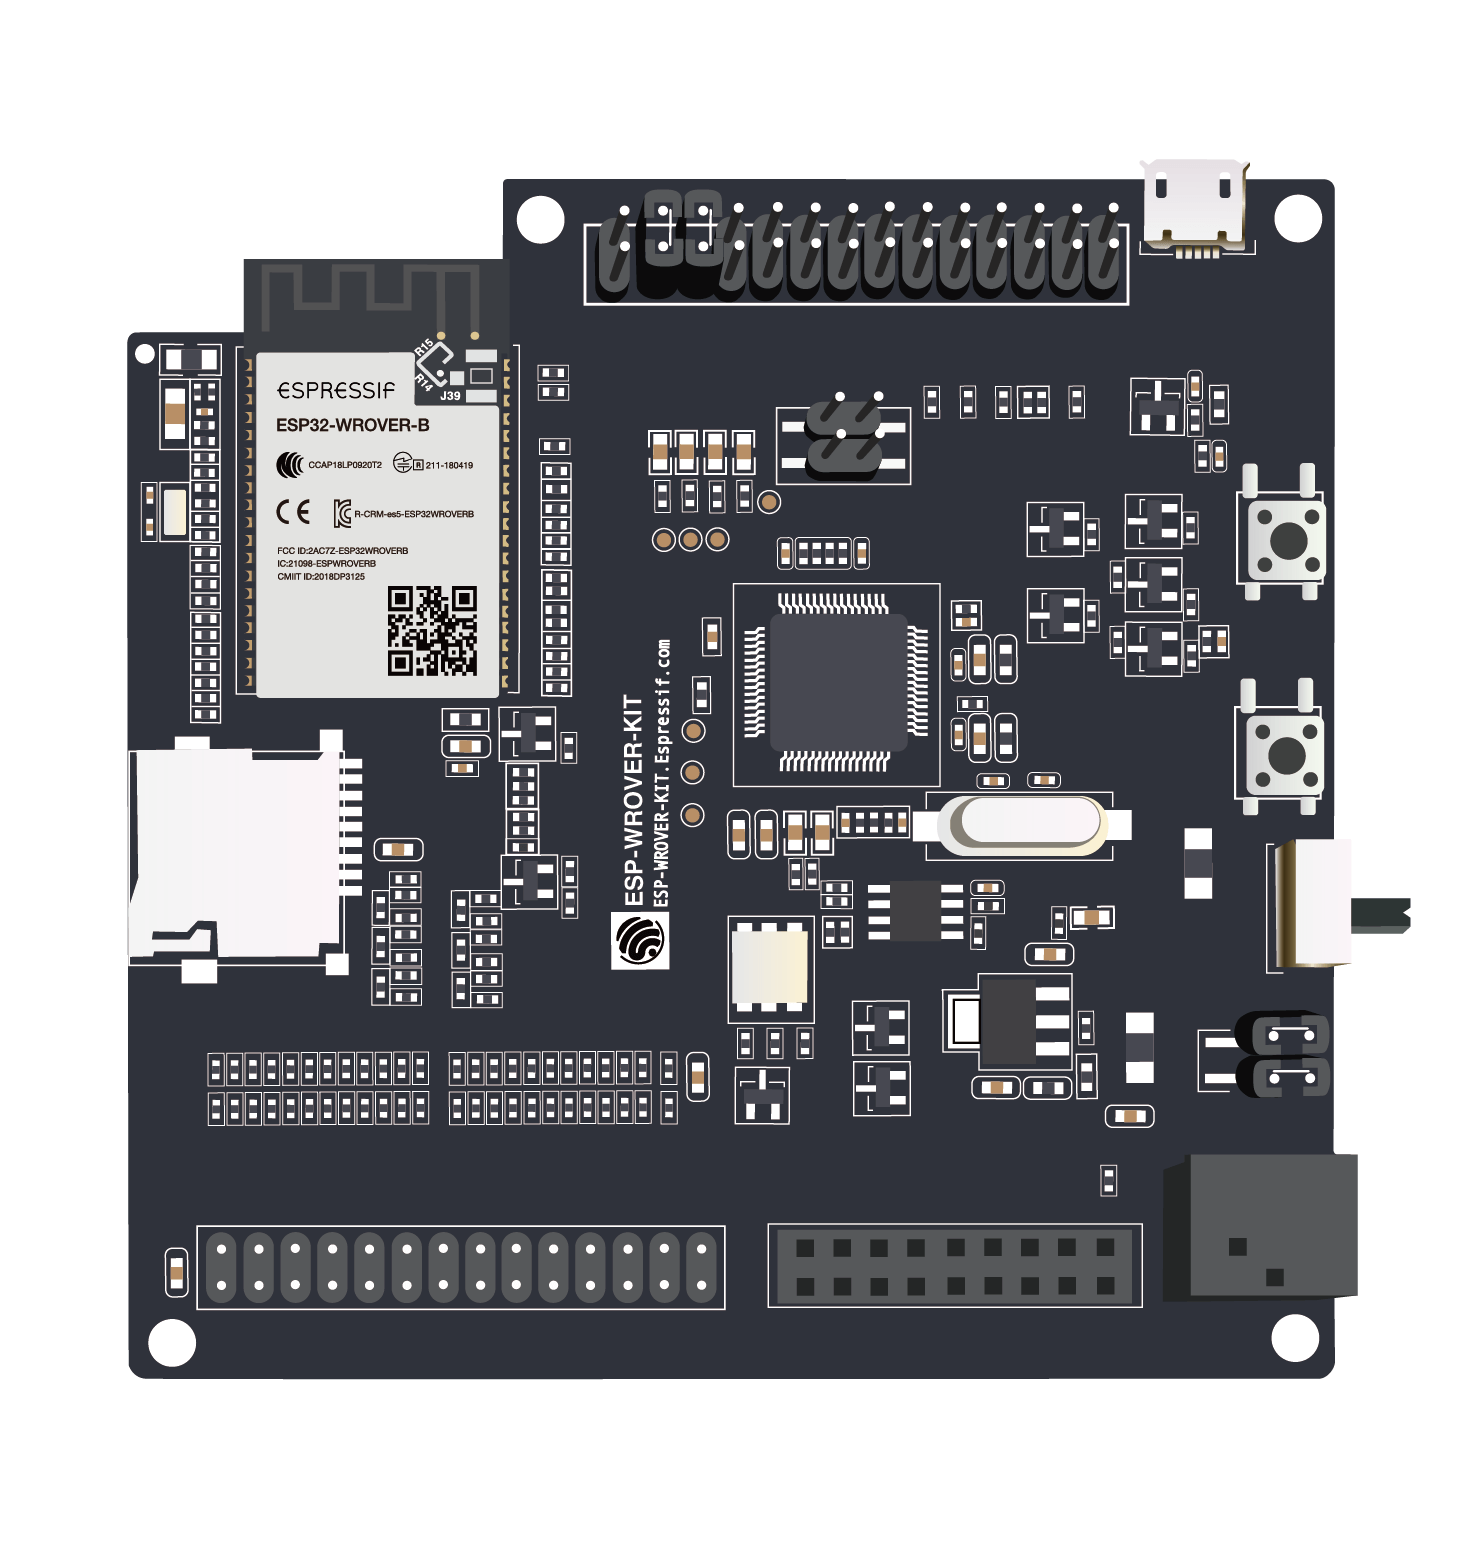 R15
R14
J39
ESPRESSIF
ESP32-WROVER-B
CCAP18LP0920T2
R 211-180419
CE
R-CRM-es5-ESP32WROVERB
FCC ID:2AC7Z-ESP32WROVERB
IC:21098-ESPWROVERB
CMIIT ID:2018DP3125
ESP-WROVER-KIT
ESP-WROVER-KIT.Espressif.com